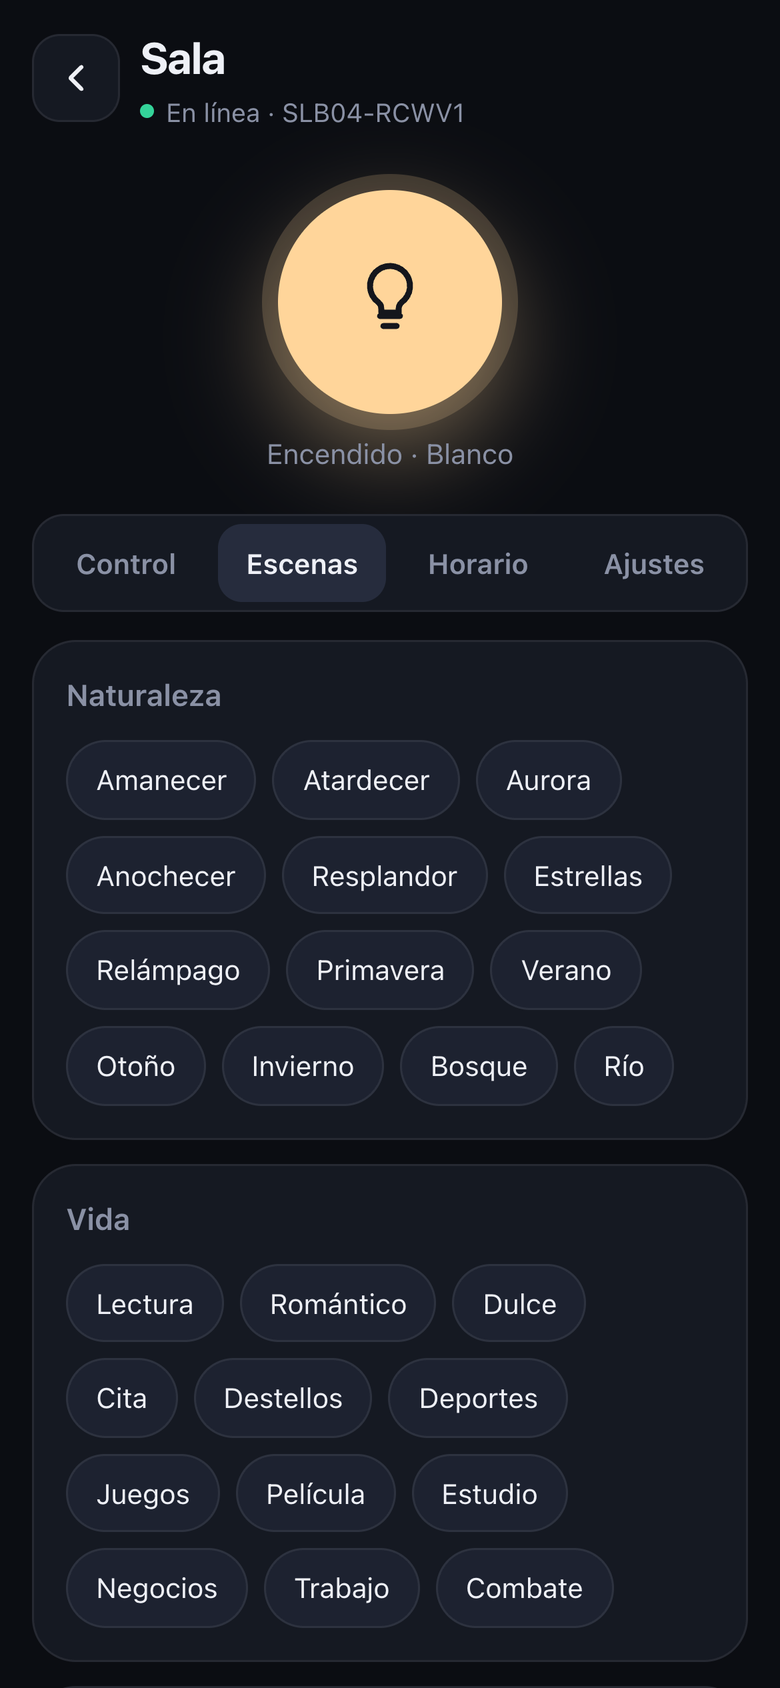 Sala
En línea · SLB04-RCWV1
Encendido · Blanco
Control Escenas Horario Ajustes
Naturaleza
Amanecer Atardecer Aurora
Anochecer Resplandor Estrellas
Relámpago Primavera Verano
Otoño Invierno Bosque Río
Vida
Lectura Romántico Dulce
Cita Destellos Deportes
Juegos Película Estudio
Negocios Trabajo Combate